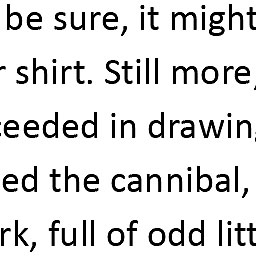 be sure, it might
shirt. Still more,
ceeded in drawing
ed the cannibal,
rk, full of odd litt